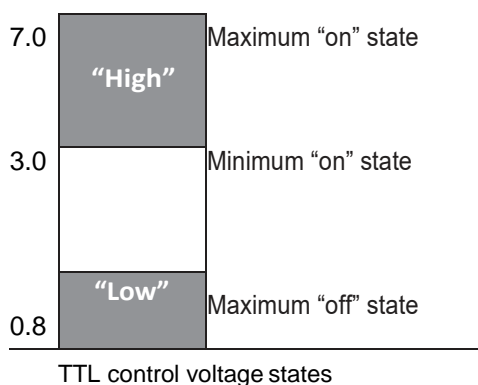 7.0 Maximum “on” state
“High”
3.0 Minimum “on” state
“Low”
Maximum “off” state
0.8
TTL control voltage states